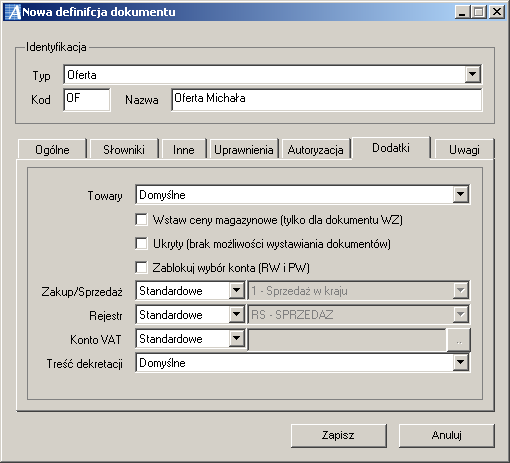 Nowa definifcja dokumentu
Identyfikacja
Typ Oferta
Kod OF Nazwa Oferta Michała
Ogólne Słowniki Inne Uprawnienia Autoryzacja Dodatki Uwagi
Towary Domyślne
Wstaw ceny magazynowe (tylko dla dokumentu WZ)
Ukryty (brak możliwości wystawiania dokumentów)
Zablokuj wybór konta (RW i PW)
Zakup/Sprzedaż Standardowe 1 - Sprzedaż w kraju
Rejestr Standardowe RS - SPRZEDAZ
Konto VAT Standardowe ..
Treść dekretacji Domyślne
Zapisz Anuluj